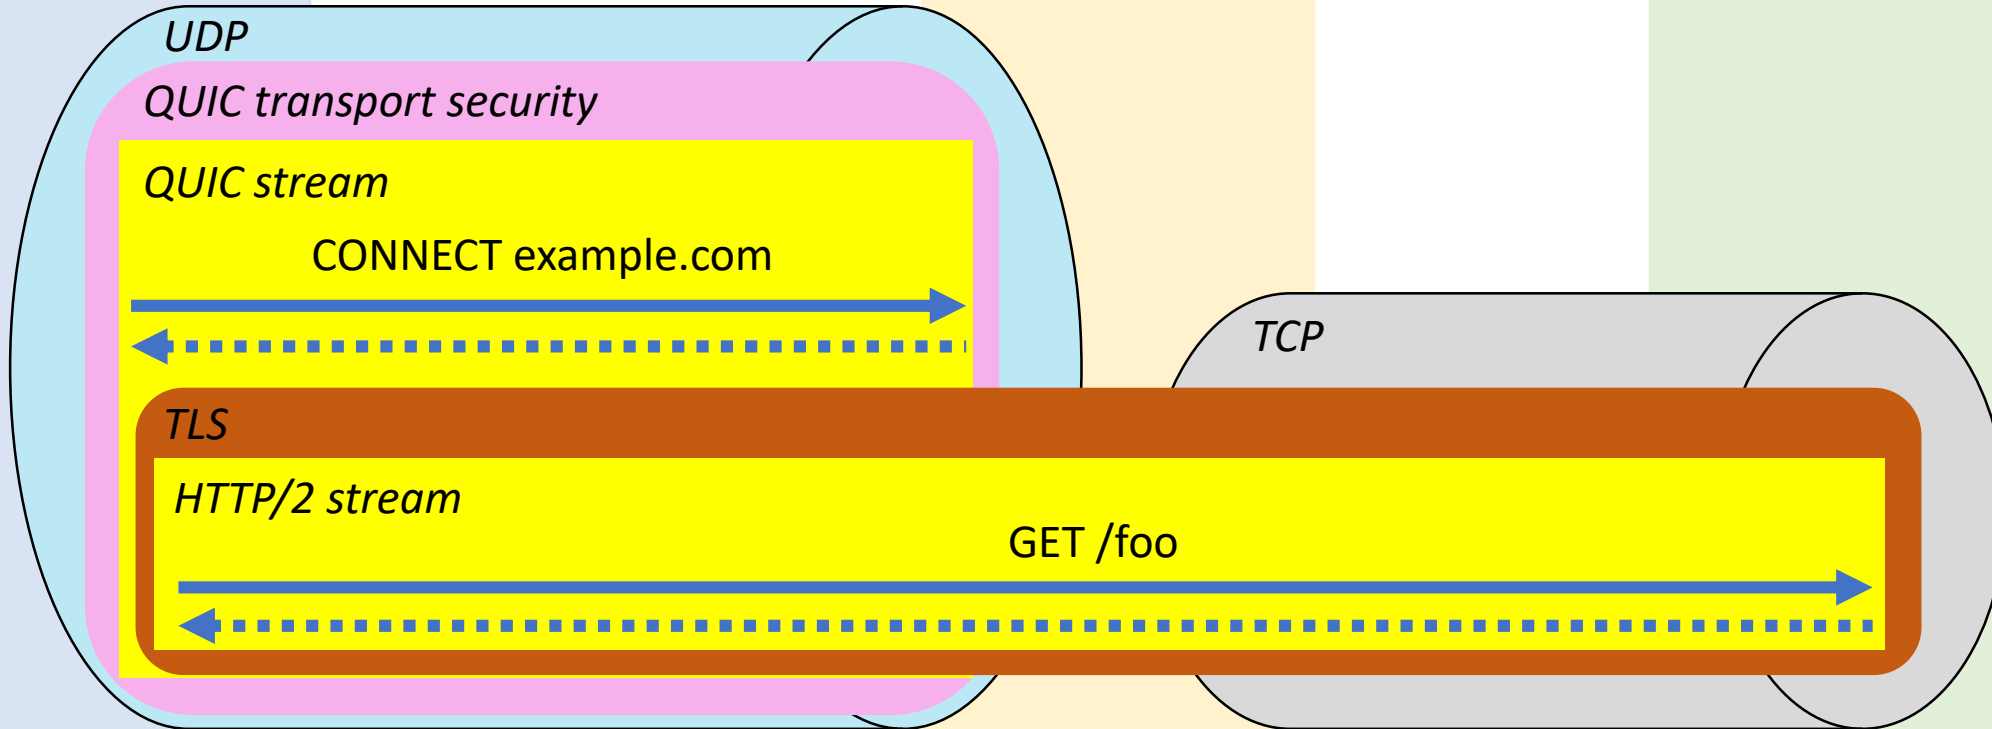 UDP
QUIC transport security
QUIC stream
CONNECT example.com
TCP
TLS
HTTP/2 stream
GET /foo